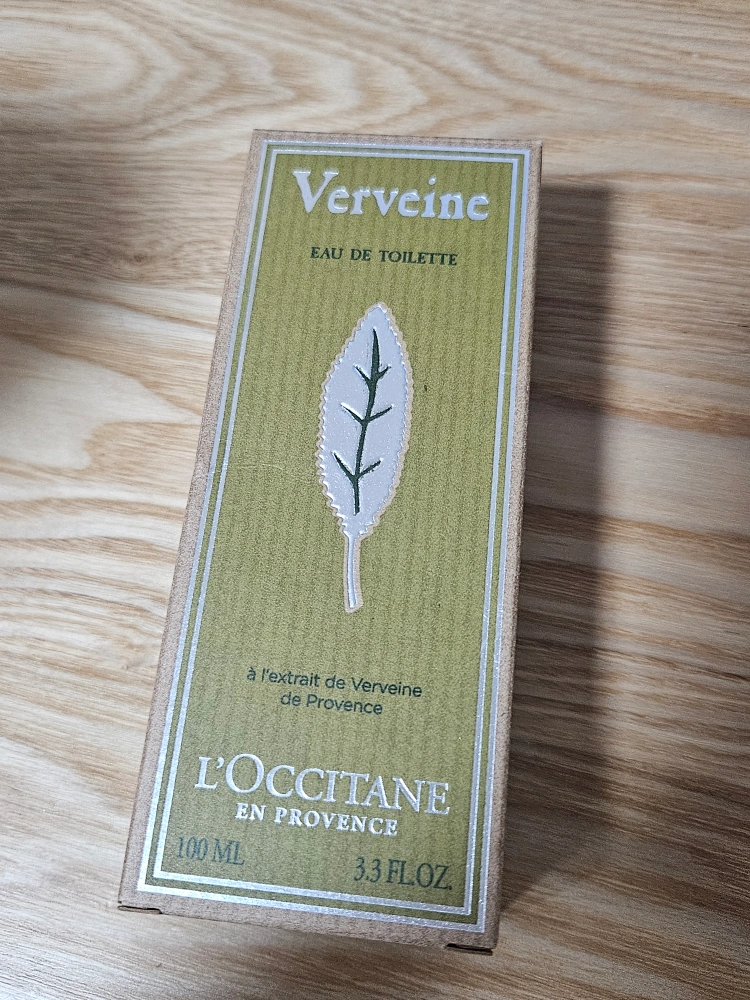 Verveine
EAU DE TOILETTE
à l'extrait de Verveine
de Provence
L'OCCITANE
EN PROVENCE
100 ML 3.3 FL.OZ.